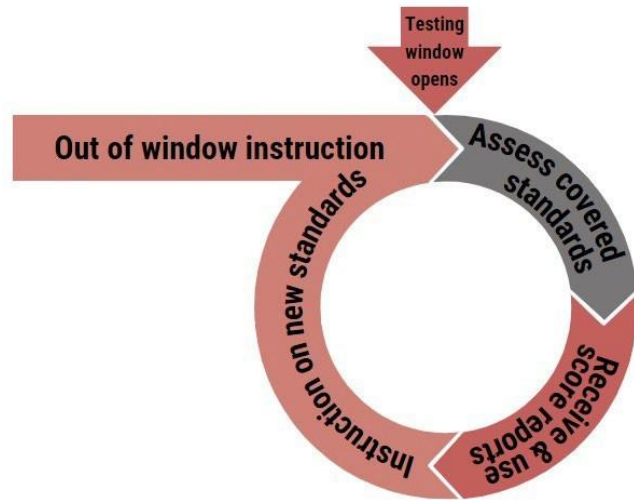 Testing
window
opens
Out of window instruction
Assess covered
standards
Receive & use
score reports
Instruction on new standards